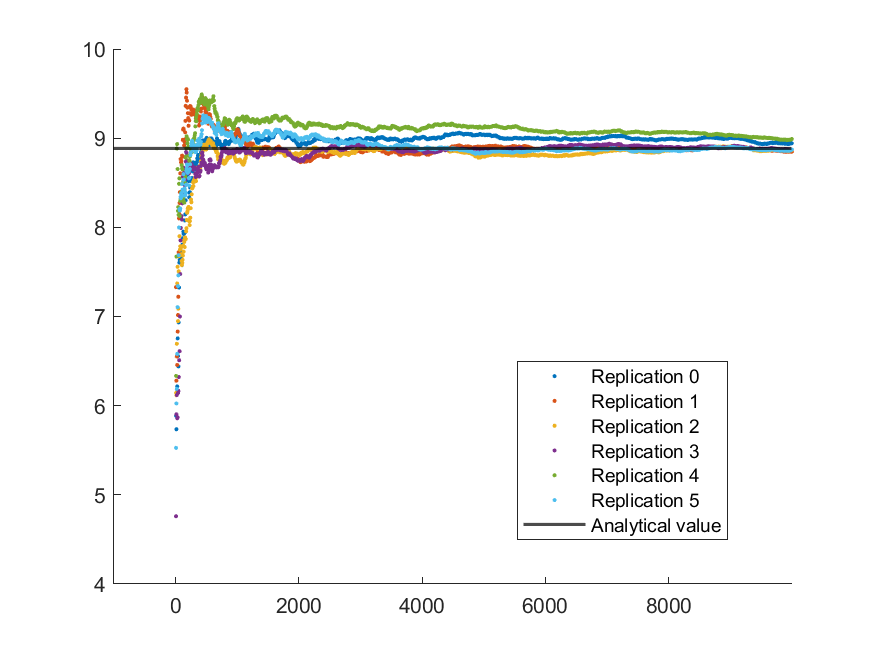 10
9
8
7
6
5
4
0
2000
4000
6000
8000
Replication 0
Replication 1
Replication 2
Replication 3
Replication 4
Replication 5
Analytical value